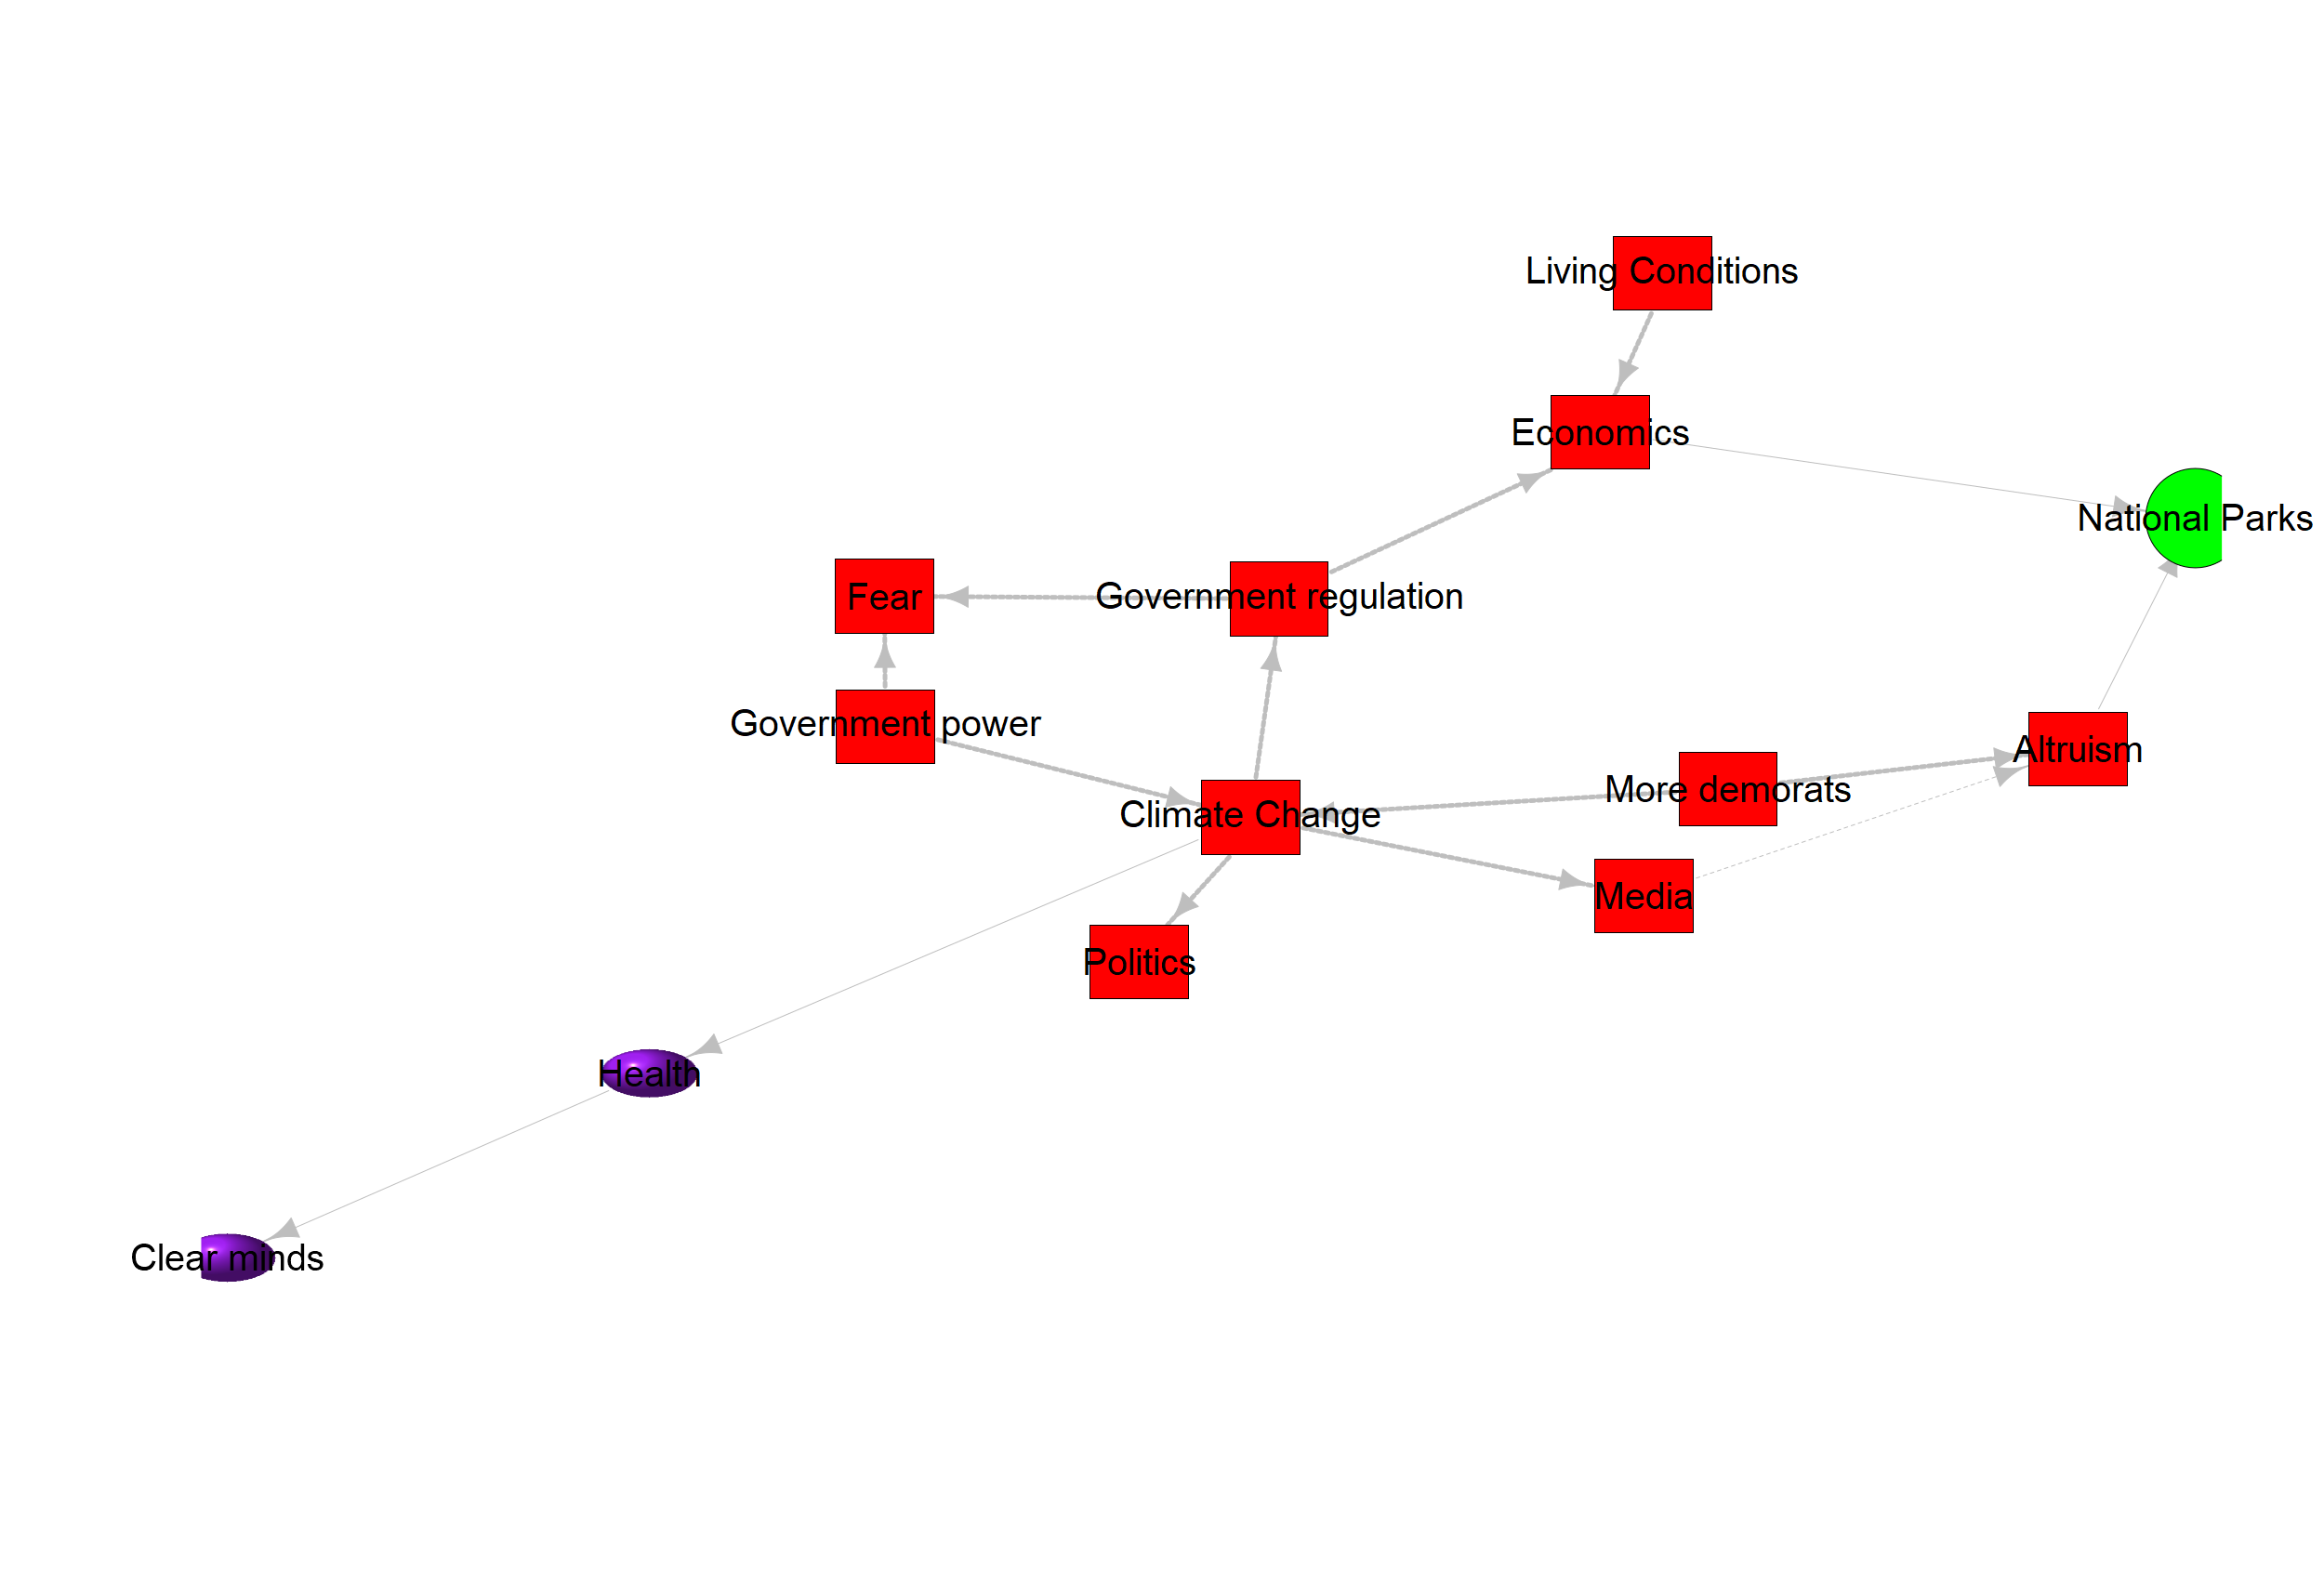 Living Conditions
Economics
National Parks
Fear
Government regulation
Government power
Altruism
More demorats
Climate Change
Media
Politics
Health
Clear minds